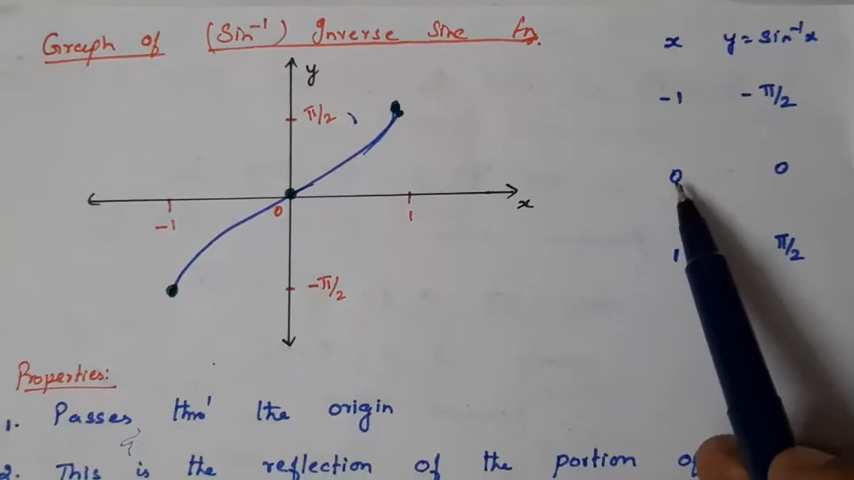 Graph of (Sin⁻¹) Inverse Sine fn.
x y = sin⁻¹x
y
-1 -π/2
π/2
0 0
-1 0 1 x
1 π/2
-π/2
Properties:
1. Passes thro' the origin
2. This is the reflection of the portion of